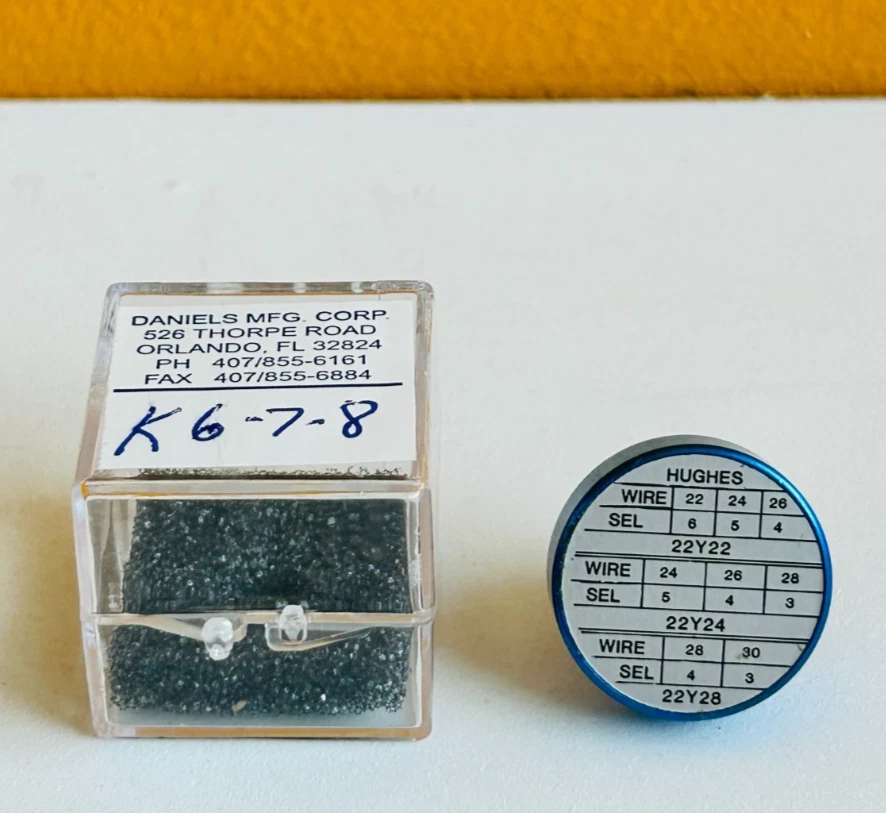 DANIELS MFG. CORP.
526 THORPE ROAD
ORLANDO, FL 32824
PH 407/855-6161
FAX 407/855-6884
K 6-7-8
HUGHES
WIRE 22 24 26
SEL 6 5 4
22Y22
WIRE 24 26 28
SEL 5 4 3
22Y24
WIRE 28 30
SEL 4 3
22Y28